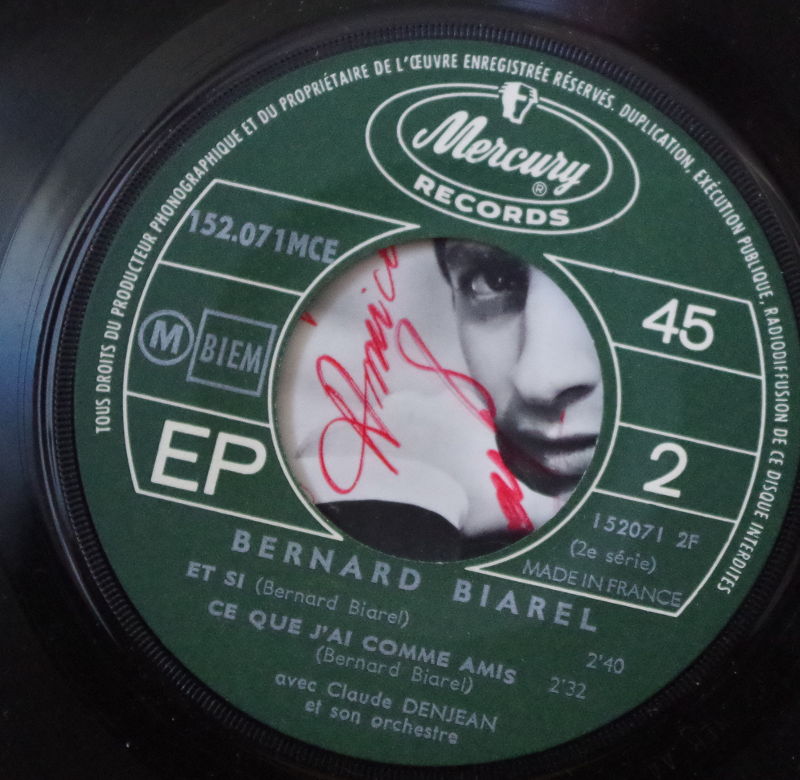 TOUS DROITS DU PRODUCTEUR PHONOGRAPHIQUE ET DU PROPRIÉTAIRE DE L'ŒUVRE ENREGISTRÉE RÉSERVÉS. DUPLICATION, EXÉCUTION PUBLIQUE, RADIODIFFUSION DE CE DISQUE INTERDITES
Mercury
®
RECORDS
152.071MCE
M BIEM
EP
45
2
152071 2F
(2e série)
MADE IN FRANCE
BERNARD BIAREL
ET SI (Bernard Biarel) 2'40
CE QUE J'AI COMME AMIS
(Bernard Biarel) 2'32
avec Claude DENJEAN
et son orchestre